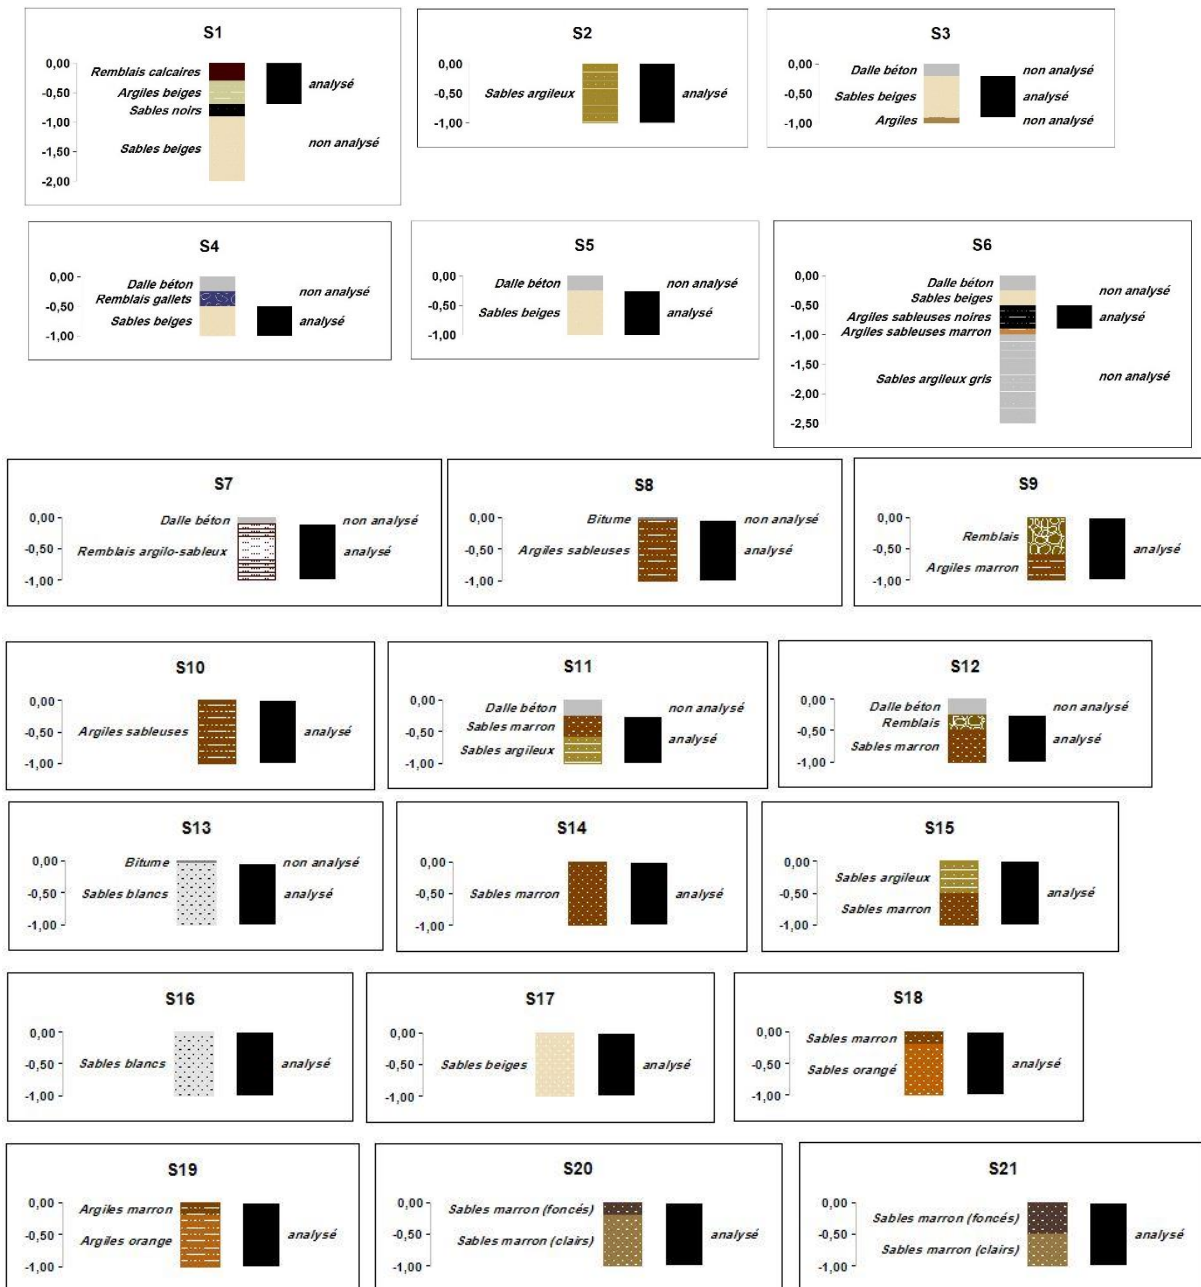 S1
0,00
Remblais calcaires
analysé
-0,50
Argiles beiges
Sables noirs
-1,00
-1,50
Sables beiges
non analysé
-2,00
S2
0,00
-0,50
Sables argileux
analysé
-1,00
S3
0,00
Dalle béton
non analysé
-0,50
Sables beiges
analysé
-1,00
Argiles
non analysé
S4
0,00
Dalle béton
non analysé
Remblais gallets
-0,50
Sables beiges
analysé
-1,00
S5
0,00
Dalle béton
non analysé
-0,50
Sables beiges
analysé
-1,00
S6
0,00
Dalle béton
non analysé
Sables beiges
-0,50
Argiles sableuses noires
analysé
-1,00
Argiles sableuses marron
-1,50
Sables argileux gris
non analysé
-2,00
-2,50
S7
0,00
Dalle béton
non analysé
-0,50
Remblais argilo-sableux
analysé
-1,00
S8
0,00
Bitume
non analysé
-0,50
Argiles sableuses
analysé
-1,00
S9
0,00
Remblais
-0,50
analysé
Argiles marron
-1,00
S10
0,00
-0,50
Argiles sableuses
analysé
-1,00
S11
0,00
Dalle béton
non analysé
Sables marron
-0,50
analysé
Sables argileux
-1,00
S12
0,00
Dalle béton
non analysé
Remblais
-0,50
Sables marron
analysé
-1,00
S13
0,00
Bitume
non analysé
-0,50
Sables blancs
analysé
-1,00
S14
0,00
-0,50
Sables marron
analysé
-1,00
S15
0,00
Sables argileux
-0,50
analysé
Sables marron
-1,00
S16
0,00
-0,50
Sables blancs
analysé
-1,00
S17
0,00
-0,50
Sables beiges
analysé
-1,00
S18
0,00
Sables marron
-0,50
Sables orangé
analysé
-1,00
S19
0,00
Argiles marron
-0,50
Argiles orange
analysé
-1,00
S20
0,00
Sables marron (foncés)
-0,50
Sables marron (clairs)
analysé
-1,00
S21
0,00
Sables marron (foncés)
-0,50
analysé
Sables marron (clairs)
-1,00